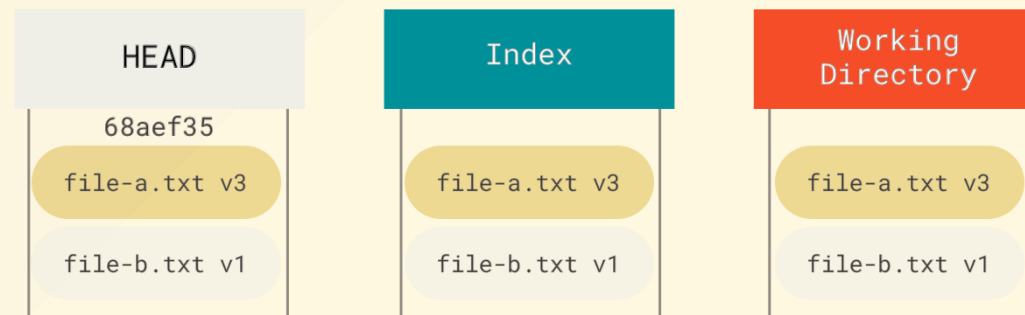 HEAD
Index
Working
Directory
68aef35
file-a.txt v3
file-a.txt v3
file-a.txt v3
file-b.txt v1
file-b.txt v1
file-b.txt v1